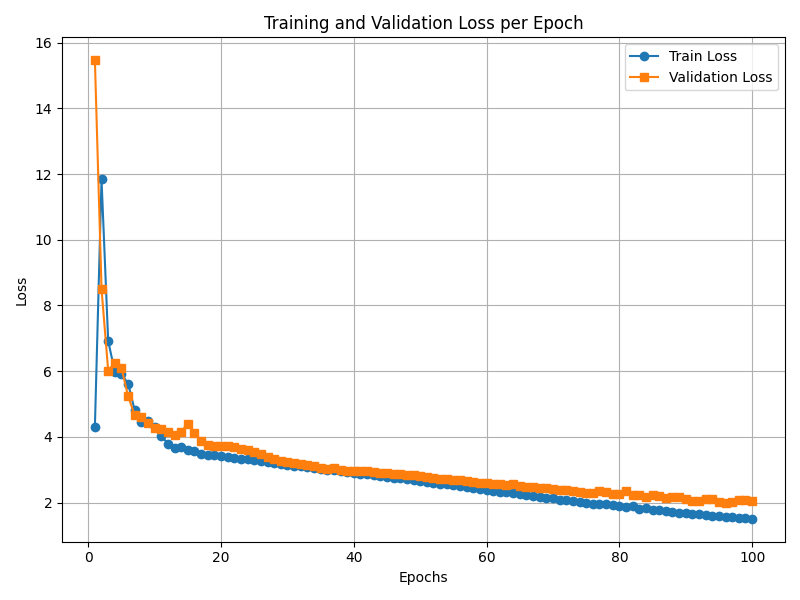 Training and Validation Loss per Epoch
Train Loss
Validation Loss
Loss
16
14
12
10
8
6
4
2
0 20 40 60 80 100
Epochs